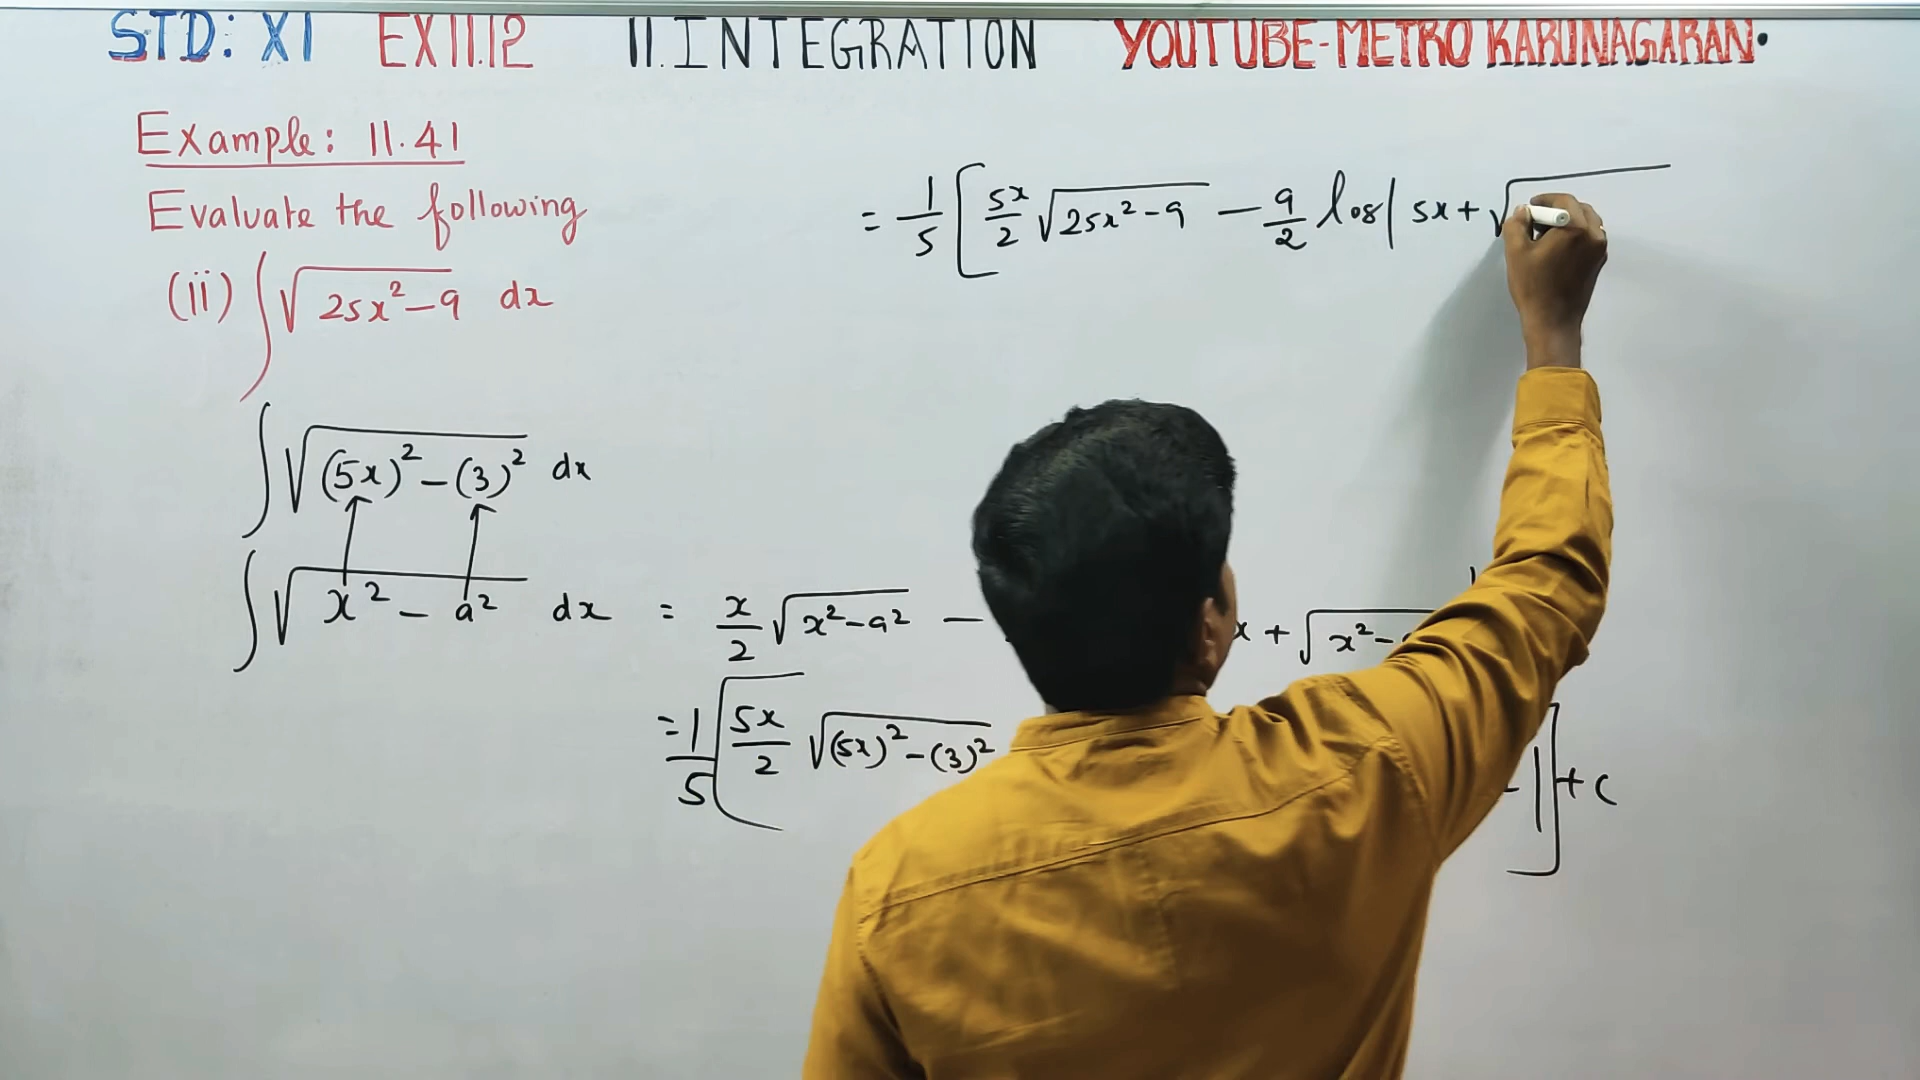 STD: XI EX11.12 11. INTEGRATION YOUTUBE-METRO KARUNAGARAN.
Example: 11.41
Evaluate the following
(ii) ∫√25x²-9 dx
∫√(5x)²-(3)² dx
∫√x²-a² dx = x/2 √x²-a² - x + √x²-
= 1/5 [5x/2 √(5x)²-(3)² |] + c
= 1/5 [5x/2 √25x²-9 - 9/2 log| 5x + √